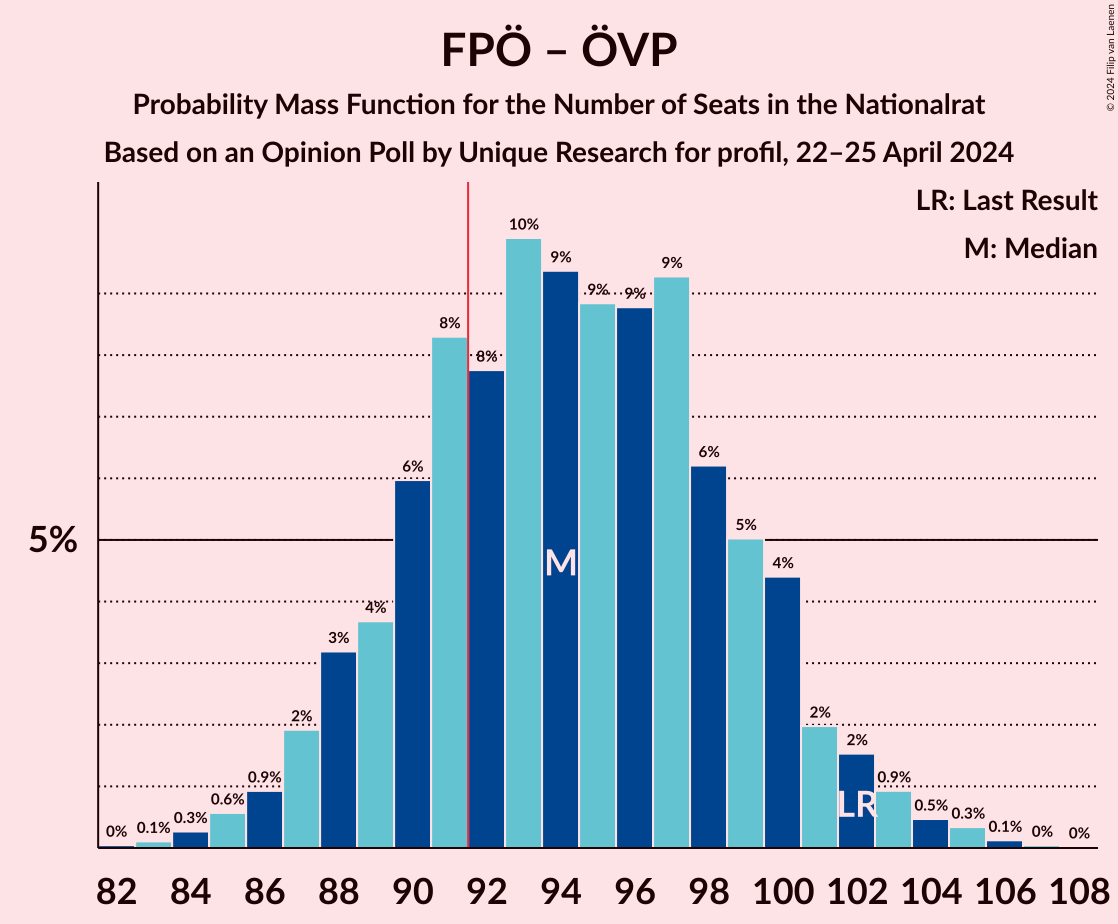 FPÖ – ÖVP
Probability Mass Function for the Number of Seats in the Nationalrat
Based on an Opinion Poll by Unique Research for profil, 22–25 April 2024
© 2024 Filip van Laenen
LR: Last Result
M: Median
5%
0% 0.1% 0.3% 0.6% 0.9% 2% 3% 4% 6% 8% 8% 10% 9% 9% 9% 9% 6% 5% 4% 2% 2% 0.9% 0.5% 0.3% 0.1% 0% 0%
M
LR
82 84 86 88 90 92 94 96 98 100 102 104 106 108